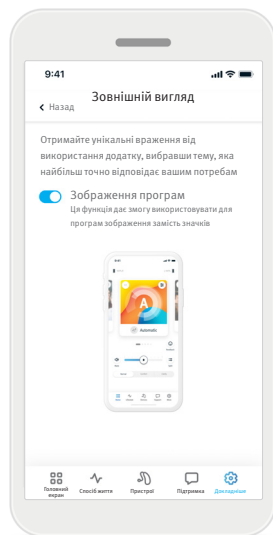 9:41
Зовнішній вигляд
Назад
Отримайте унікальні враження від
використання додатку, вибравши тему, яка
найбільш точно відповідає вашим потребам
Зображення програм
Ця функція дає змогу використовувати для
програм зображення замість значків
A
Automatic
Головний
екран
Спосіб життя
Пристрої
Підтримка
Докладніше